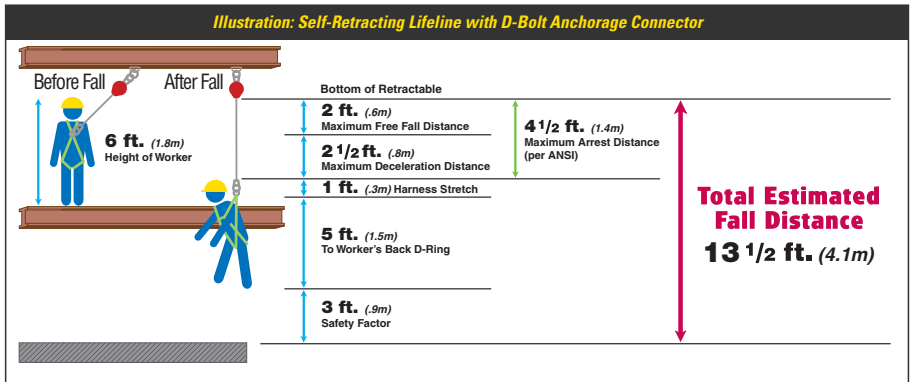 Illustration: Self-Retracting Lifeline with D-Bolt Anchorage Connector
Before Fall
After Fall
6 ft. (1.8m)
Height of Worker
Bottom of Retractable
2 ft. (.6m)
Maximum Free Fall Distance
2 1/2 ft. (.8m)
Maximum Deceleration Distance
1 ft. (.3m) Harness Stretch
5 ft. (1.5m)
To Worker's Back D-Ring
3 ft. (.9m)
Safety Factor
4 1/2 ft. (1.4m)
Maximum Arrest Distance
(per ANSI)
Total Estimated
Fall Distance
13 1/2 ft. (4.1m)